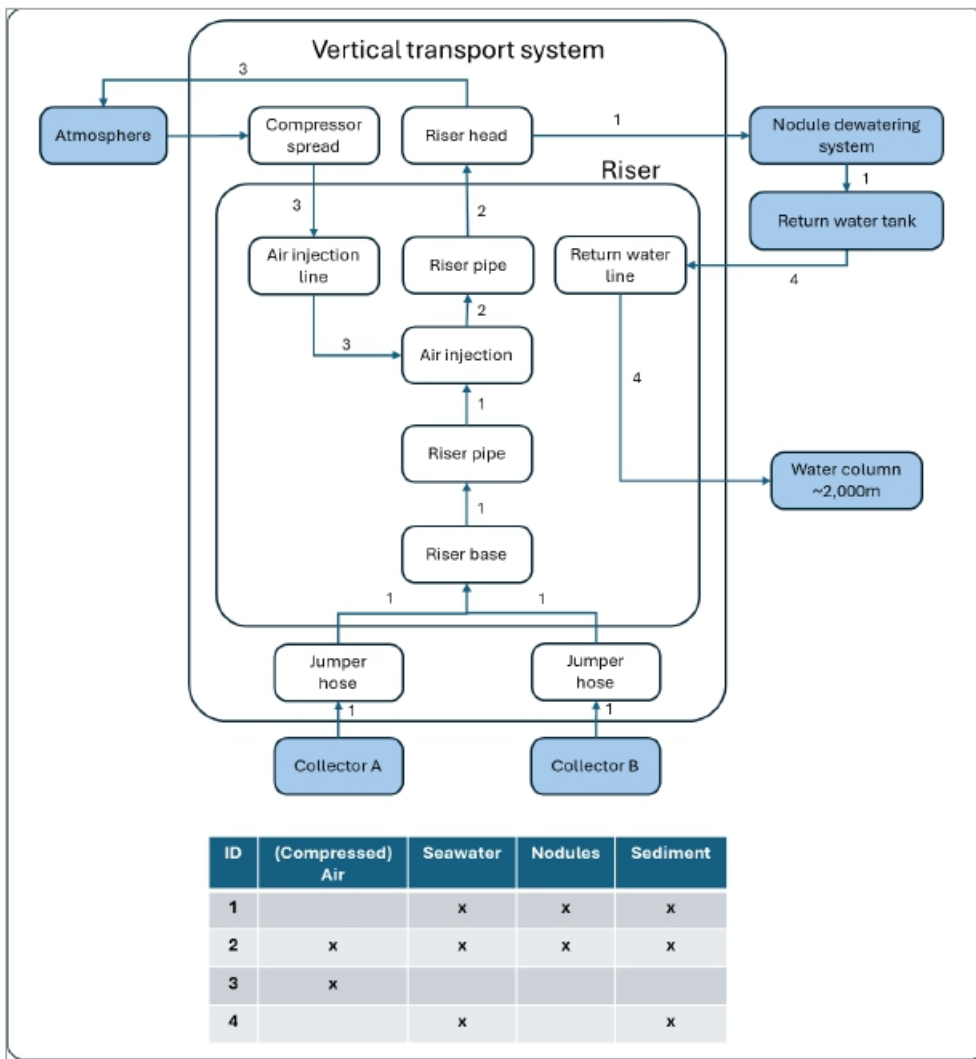 Vertical transport system
3
Atmosphere
Compressor
spread
Riser head
1
Nodule dewatering
system
Riser
3
2
1
Return water tank
Air injection
line
Riser pipe
Return water
line
4
2
3
Air injection
4
1
Riser pipe
Water column
~2,000m
1
Riser base
1
1
Jumper
hose
Jumper
hose
1
1
Collector A
Collector B
ID (Compressed) Air Seawater Nodules Sediment
1 x x x
2 x x x x
3 x
4 x x